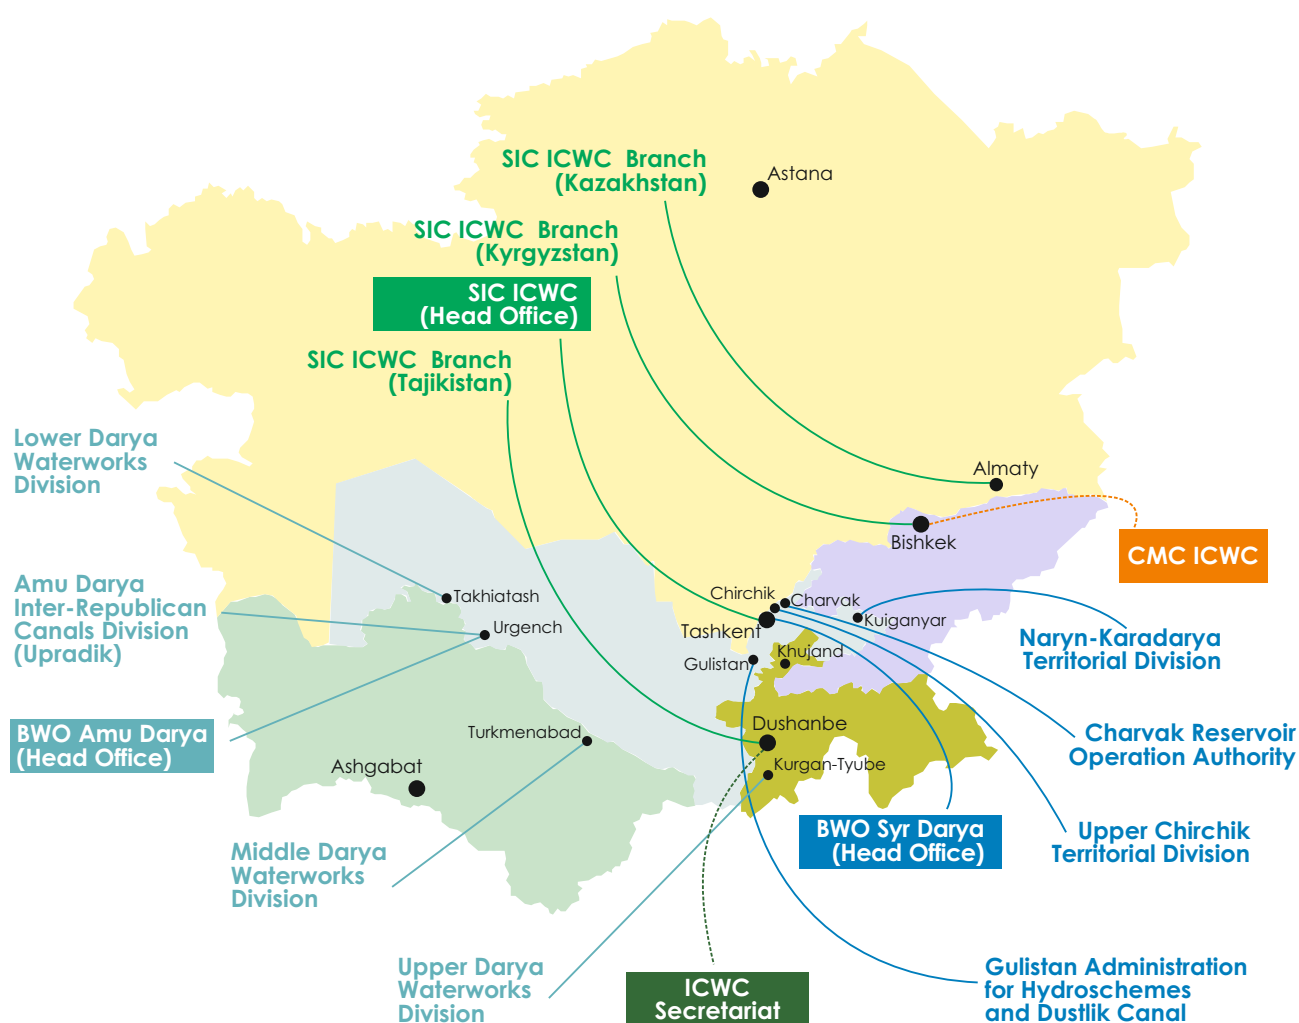 SIC ICWC Branch
(Kazakhstan)
Astana
SIC ICWC Branch
(Kyrgyzstan)
SIC ICWC
(Head Office)
SIC ICWC Branch
(Tajikistan)
Lower Darya
Waterworks
Division
Almaty
Bishkek
CMC ICWC
Amu Darya
Inter-Republican
Canals Division
(Upradik)
Takhiatash
Urgench
Chirchik
Charvak
Tashkent
Kuiganyar
Gulistan
Khujand
Naryn-Karadarya
Territorial Division
BWO Amu Darya
(Head Office)
Turkmenabad
Dushanbe
Charvak Reservoir
Operation Authority
Ashgabat
Kurgan-Tyube
BWO Syr Darya
(Head Office)
Upper Chirchik
Territorial Division
Middle Darya
Waterworks
Division
Upper Darya
Waterworks
Division
ICWC
Secretariat
Gulistan Administration
for Hydroschemes
and Dustlik Canal